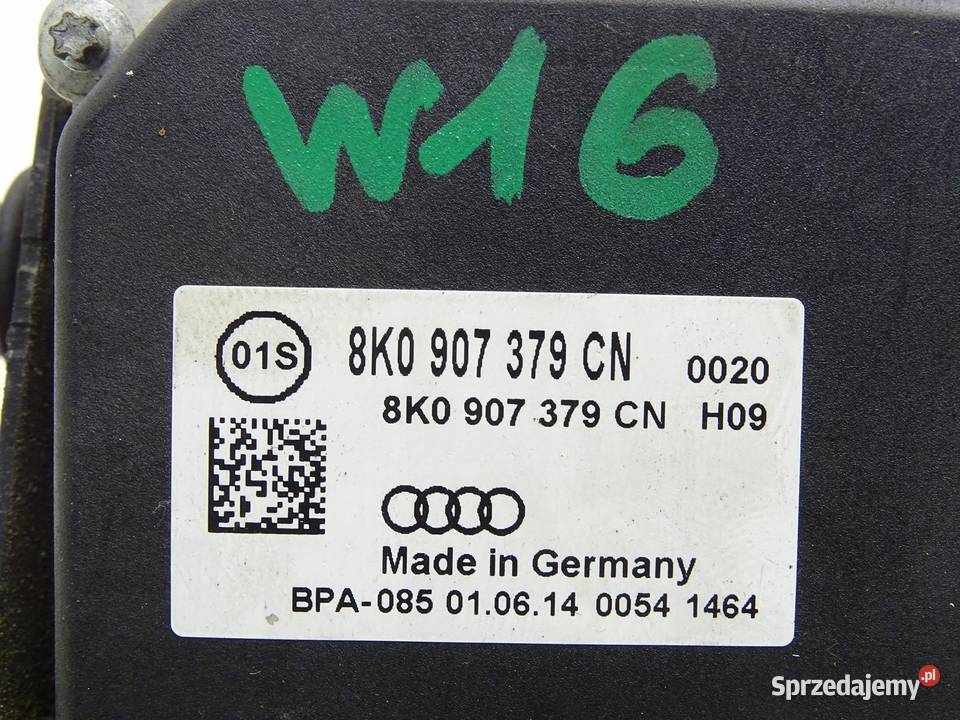 W16
01S
8K0 907 379 CN 0020
8K0 907 379 CN H09
Made in Germany
BPA-085 01.06.14 0054 1464
Sprzedajemy.pl